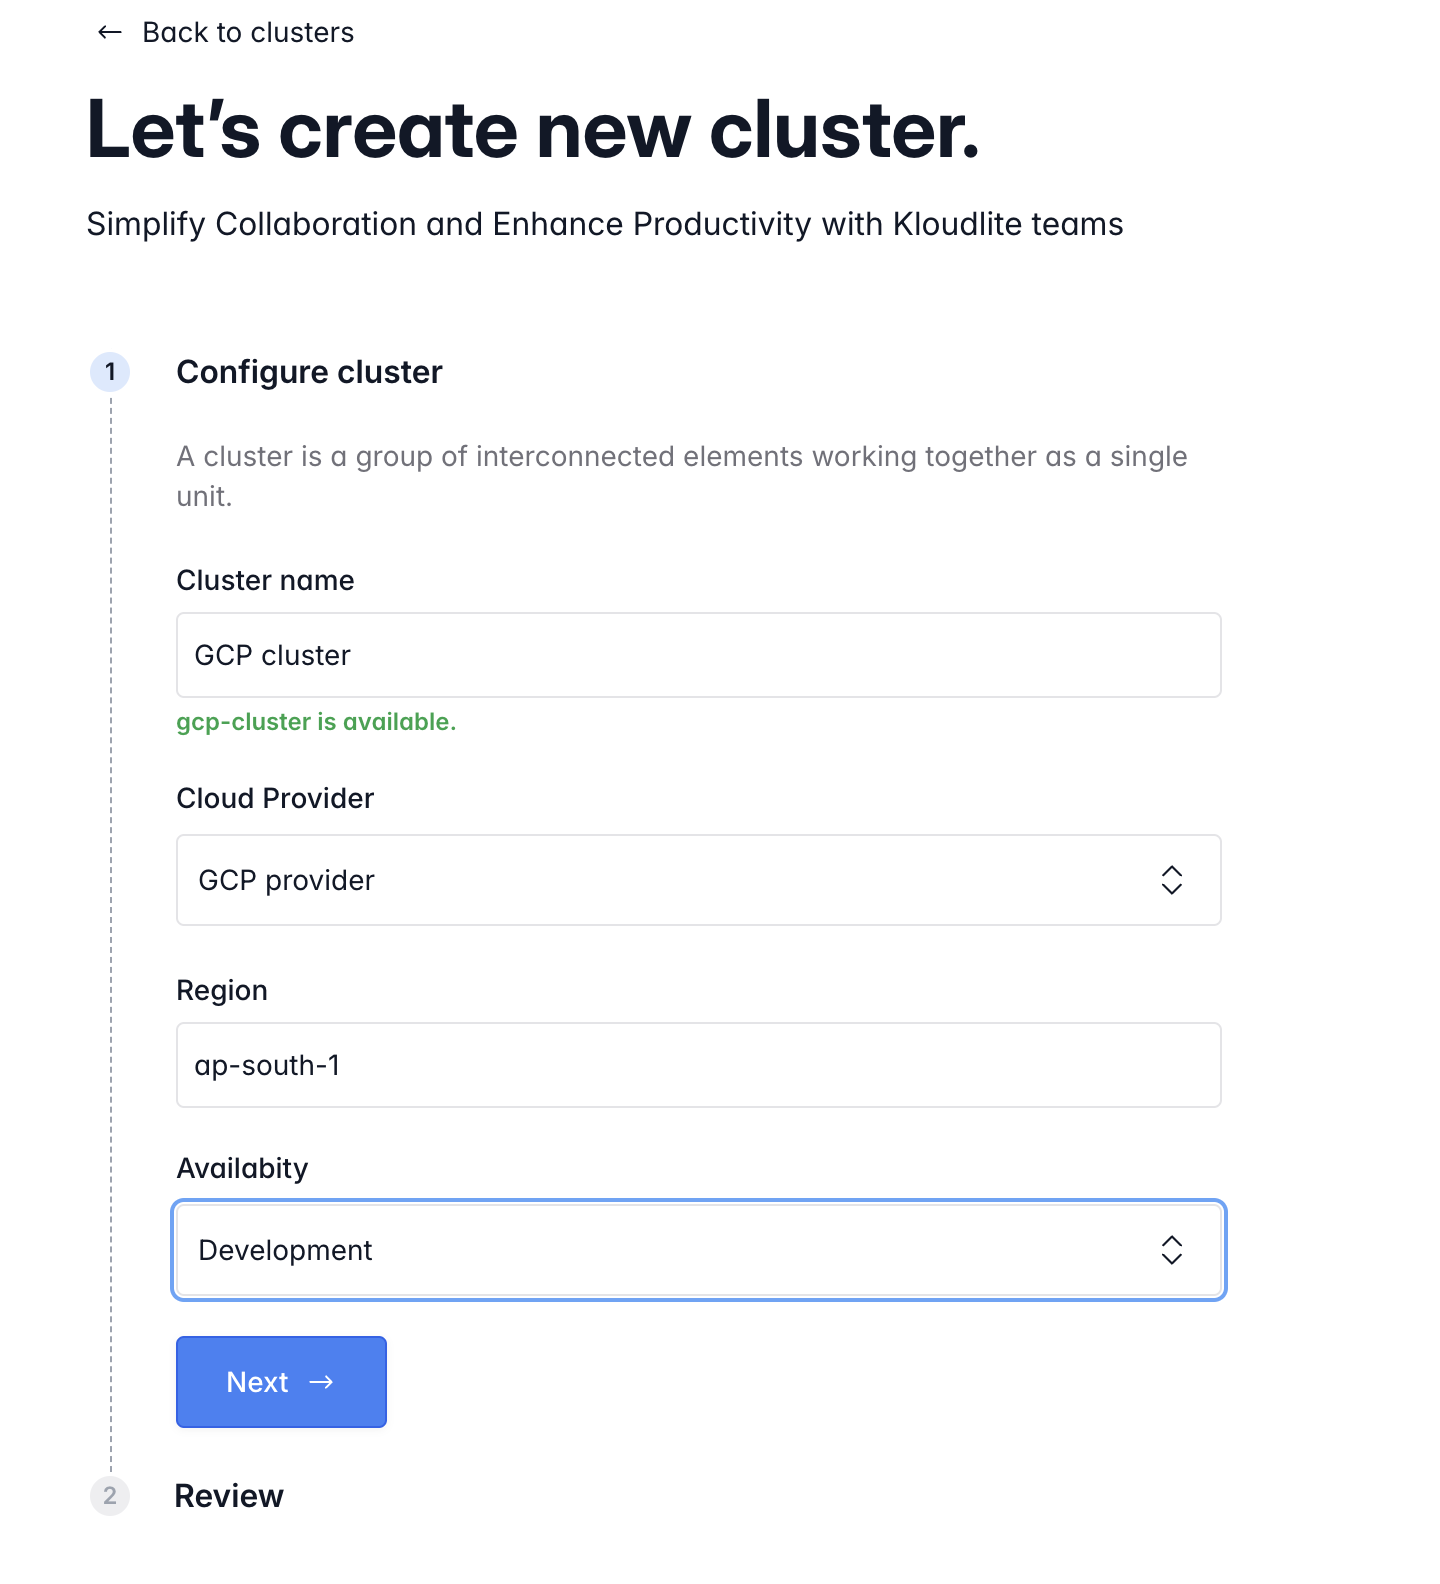 ← Back to clusters
Let’s create new cluster.
Simplify Collaboration and Enhance Productivity with Kloudlite teams
1 Configure cluster
A cluster is a group of interconnected elements working together as a single
unit.
Cluster name
GCP cluster
gcp-cluster is available.
Cloud Provider
GCP provider
Region
ap-south-1
Availabity
Development
Next →
2 Review